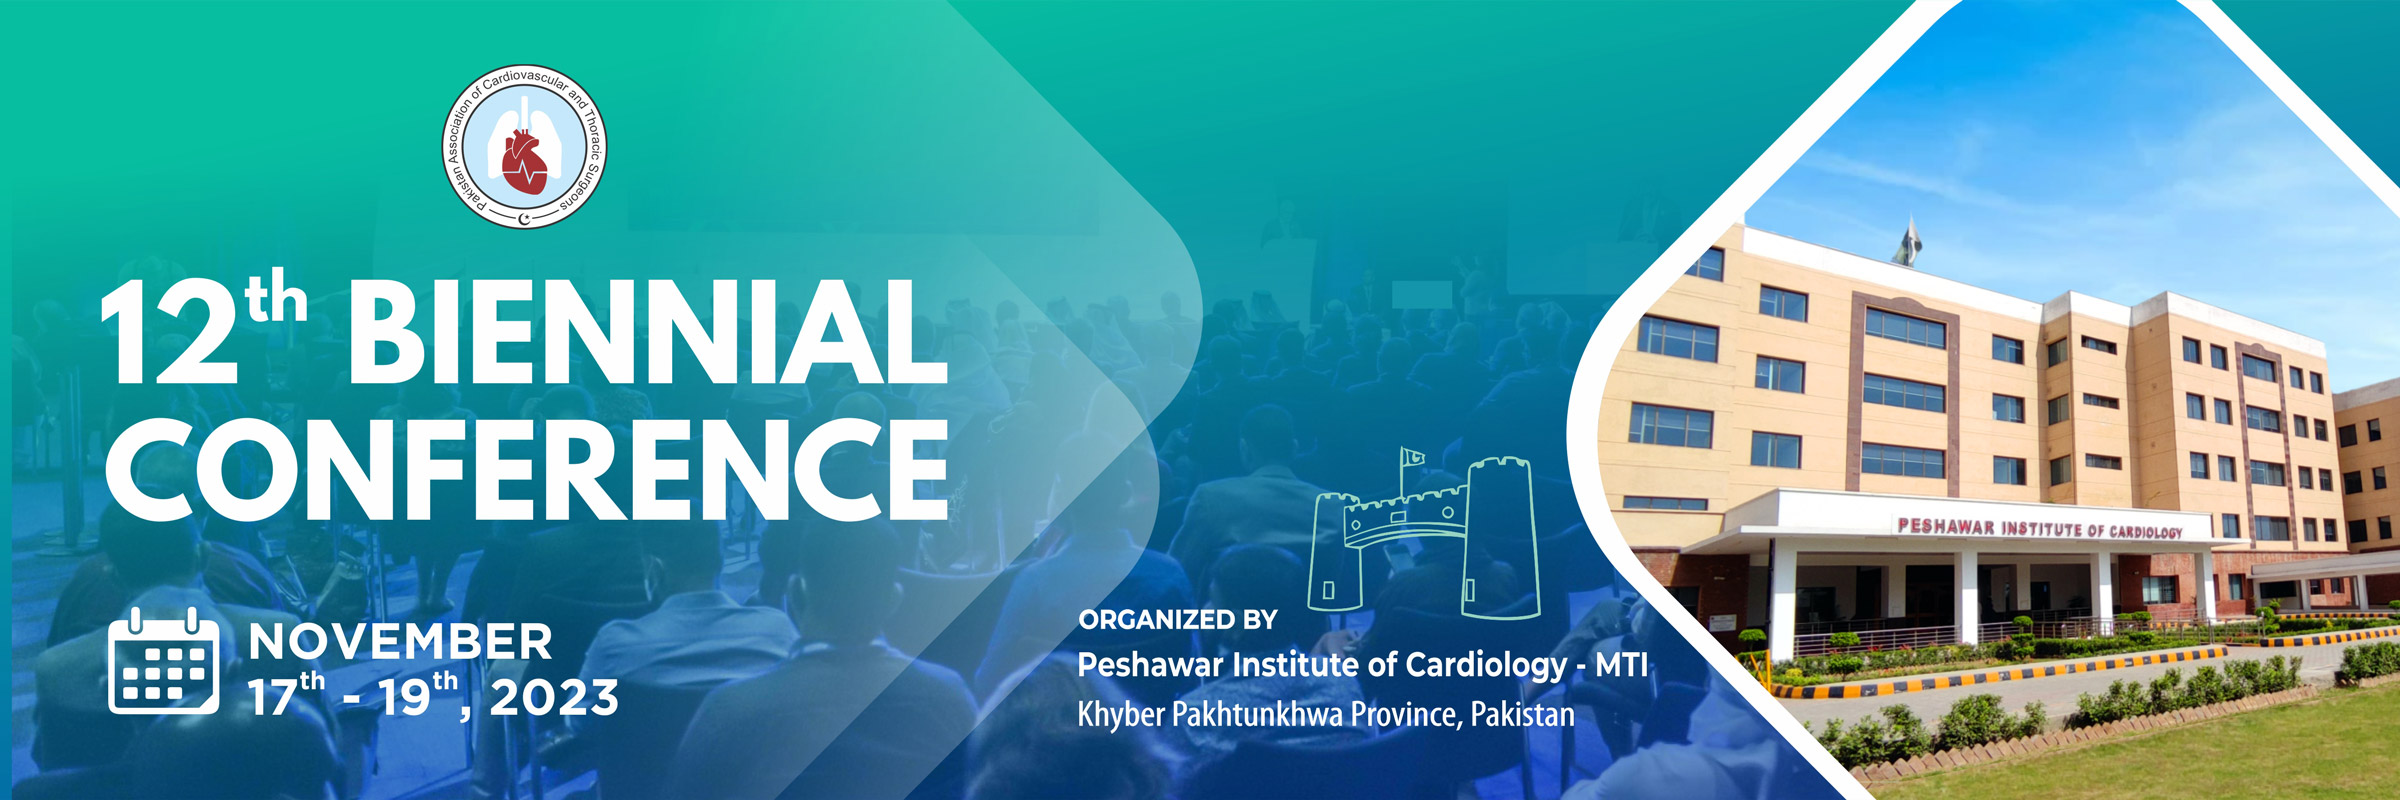 Pakistan Association of Cardiovascular and Thoracic Surgeons
12th BIENNIAL
CONFERENCE
NOVEMBER
17th - 19th, 2023
ORGANIZED BY
Peshawar Institute of Cardiology - MTI
Khyber Pakhtunkhwa Province, Pakistan
PESHAWAR INSTITUTE OF CARDIOLOGY